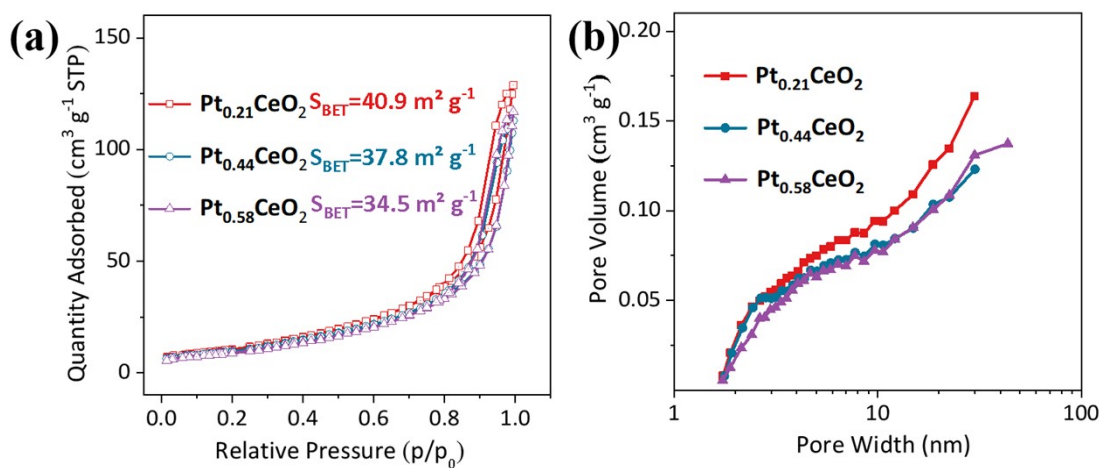 (a)
Quantity Adsorbed (cm³ g⁻¹ STP)
150
100
50
0
Pt₀.₂₁CeO₂ S_BET=40.9 m² g⁻¹
Pt₀.₄₄CeO₂ S_BET=37.8 m² g⁻¹
Pt₀.₅₈CeO₂ S_BET=34.5 m² g⁻¹
0.0 0.2 0.4 0.6 0.8 1.0
Relative Pressure (p/p₀)
(b)
Pore Volume (cm³ g⁻¹)
0.20
0.15
0.10
0.05
Pt₀.₂₁CeO₂
Pt₀.₄₄CeO₂
Pt₀.₅₈CeO₂
1 10 100
Pore Width (nm)